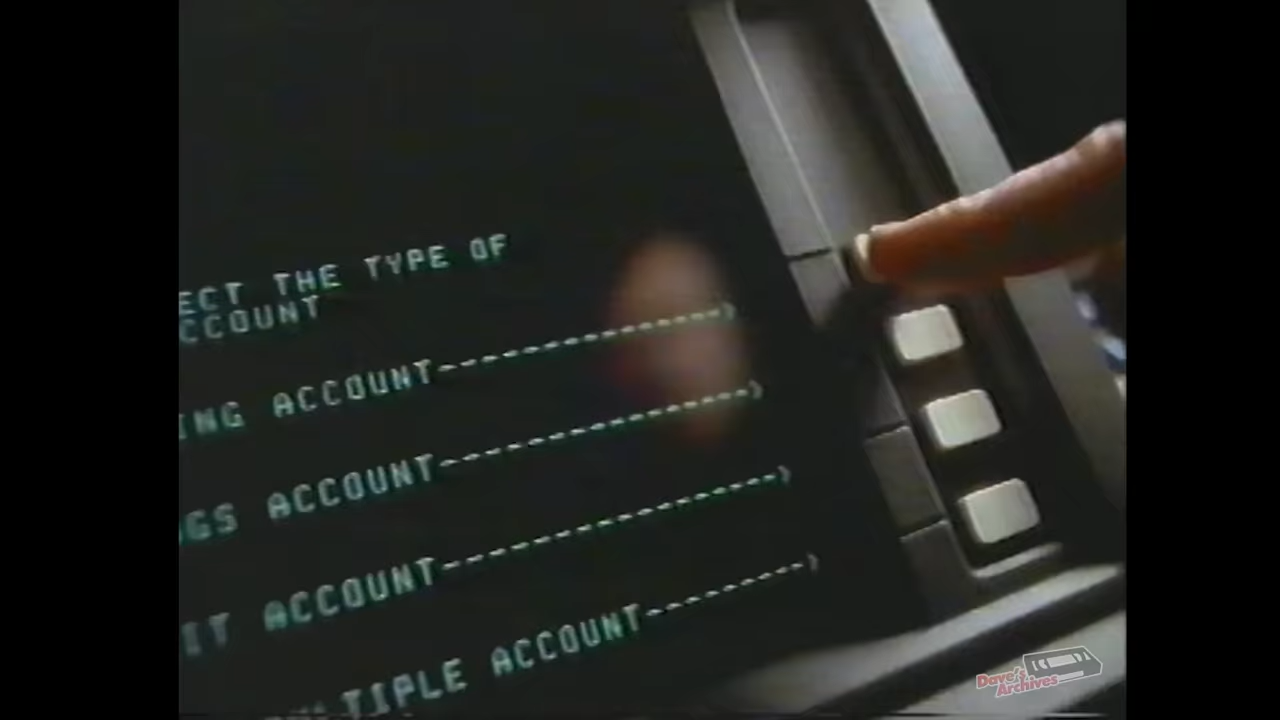 ECT THE TYPE OF
CCOUNT
ING ACCOUNT----------------->
GS ACCOUNT------------------>
IT ACCOUNT-------------------->
TIPLE ACCOUNT---------->
Dave's
Archives